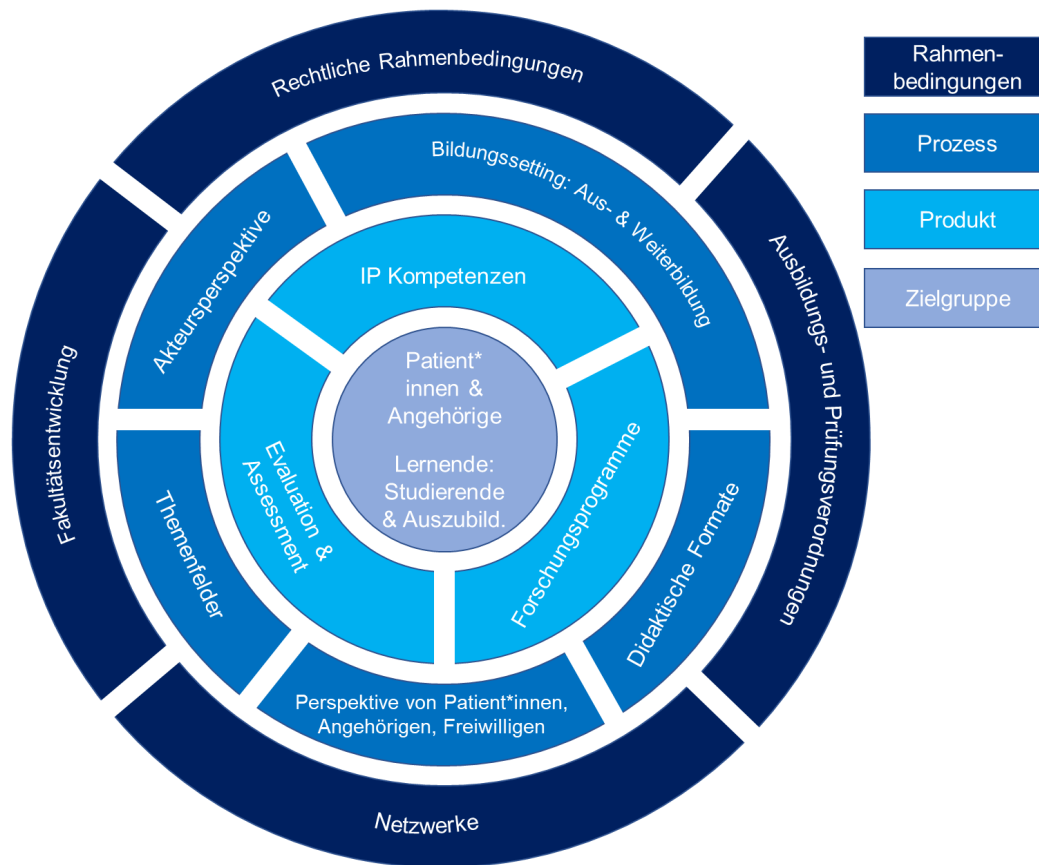 Rechtliche Rahmenbedingungen
Ausbildungs- und Prüfungsverordnungen
Netzwerke
Fakultätsentwicklung
Bildungssetting: Aus- & Weiterbildung
Didaktische Formate
Perspektive von Patient*innen,
Angehörigen, Freiwilligen
Themenfelder
Akteursperspektive
IP Kompetenzen
Forschungsprogramme
Evaluation &
Assessment
Patient*
innen &
Angehörige
Lernende:
Studierende
& Auszubild.
Rahmen-
bedingungen
Prozess
Produkt
Zielgruppe